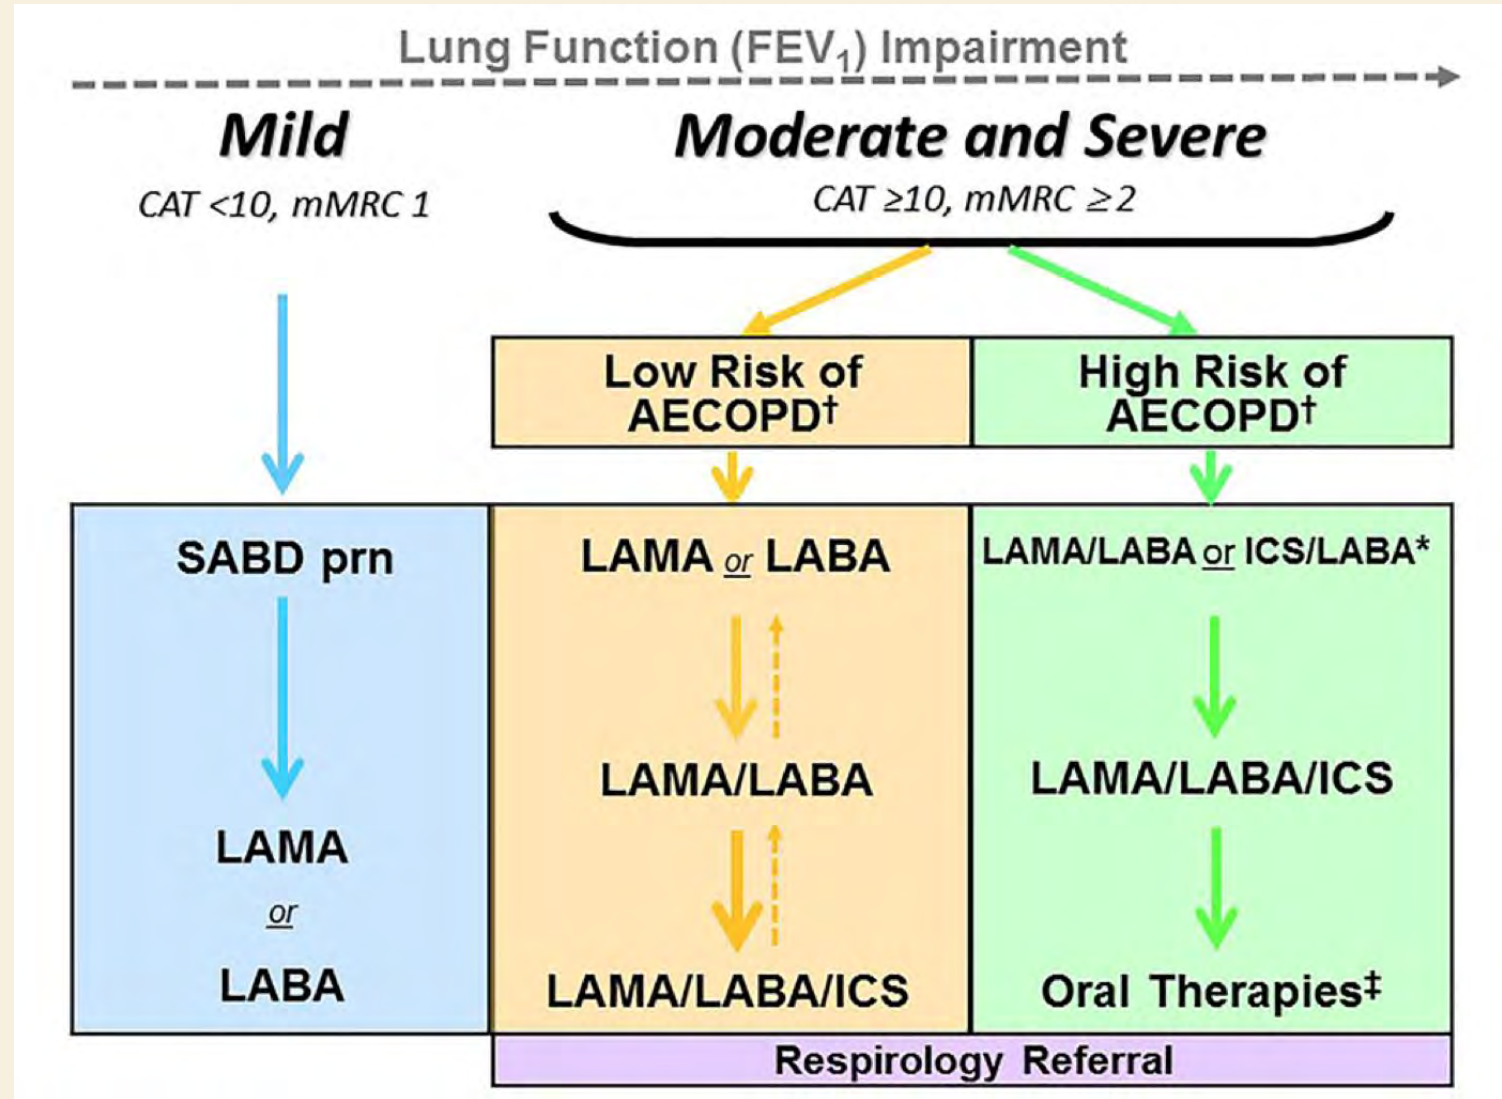 Lung Function (FEV₁) Impairment
Mild
CAT <10, mMRC 1
Moderate and Severe
CAT ≥10, mMRC ≥2
Low Risk of
AECOPD†
High Risk of
AECOPD†
SABD prn
LAMA
or
LABA
LAMA or LABA
LAMA/LABA
LAMA/LABA/ICS
LAMA/LABA or ICS/LABA*
LAMA/LABA/ICS
Oral Therapies‡
Respirology Referral